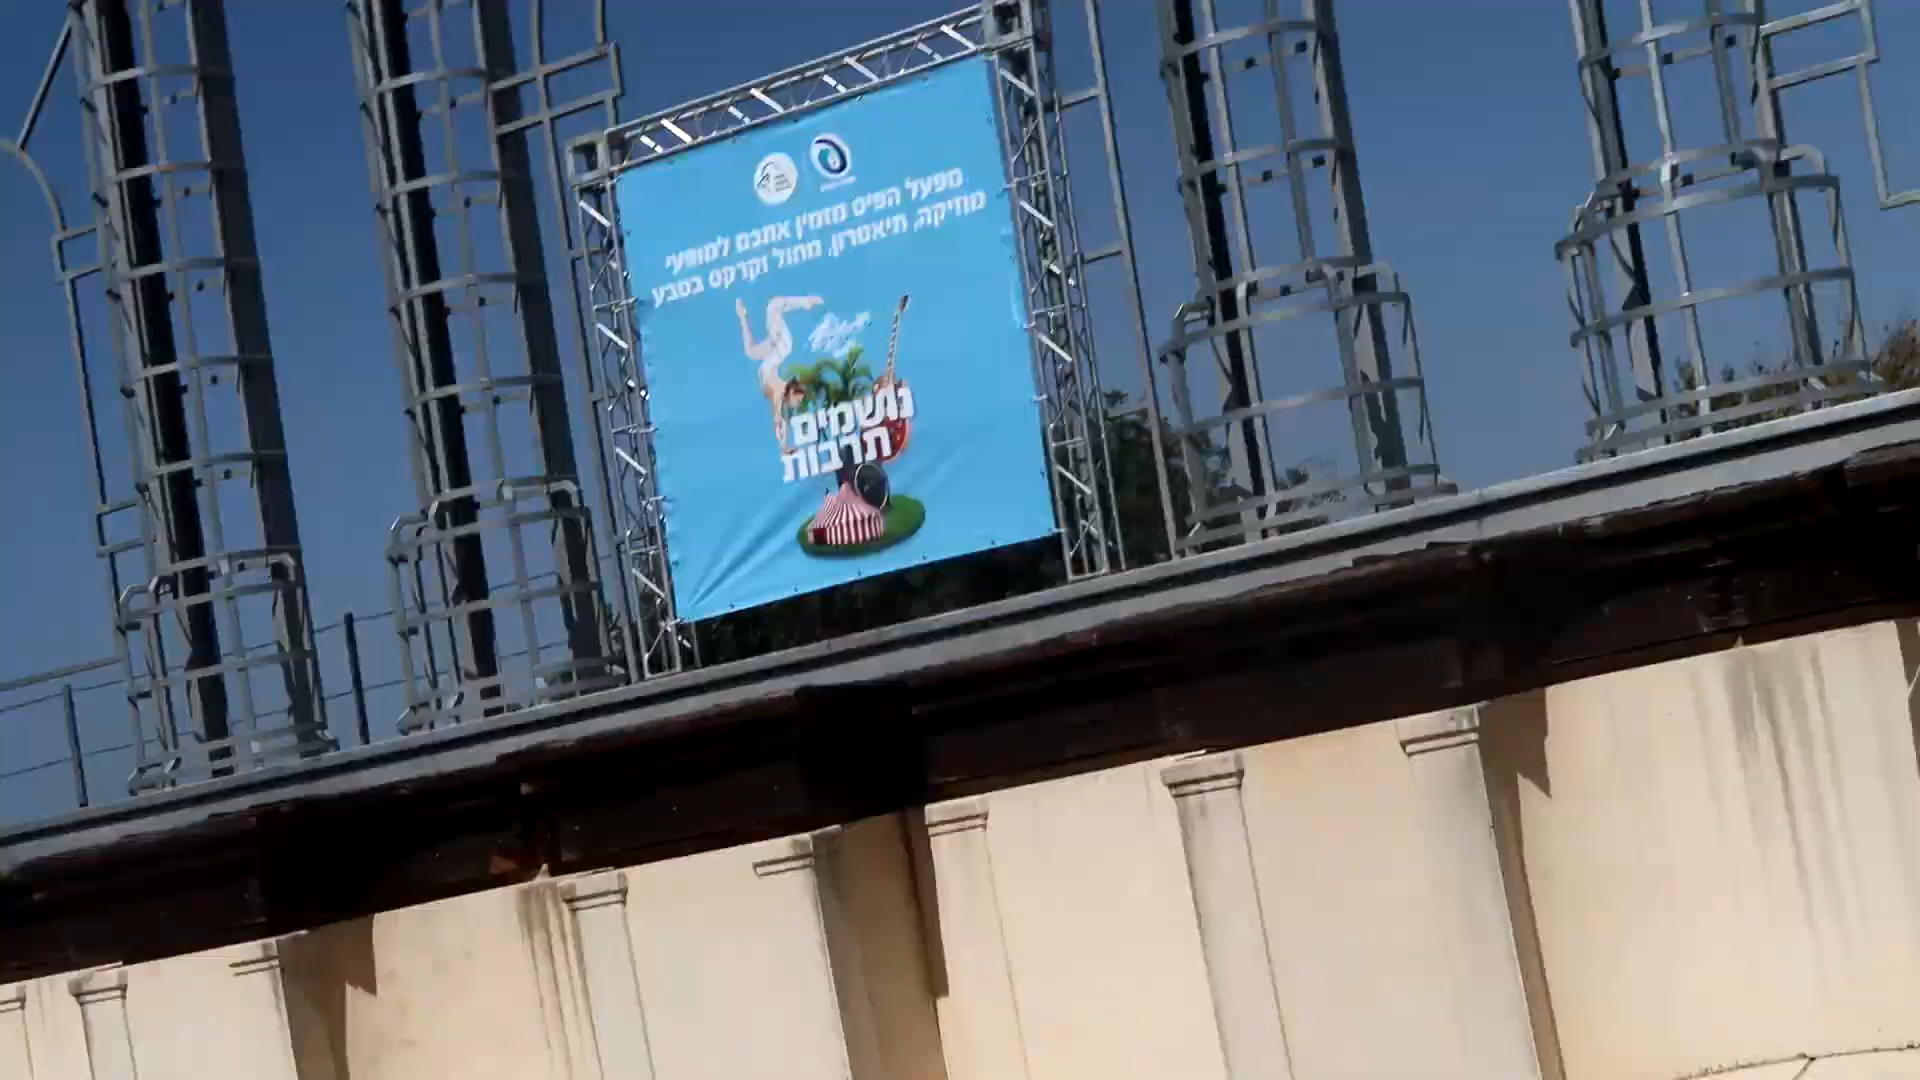 מפעל הפיס מזמין אתכם למופעי
מוזיקה, תיאטרון, מחול וקרקס בטבע
נושמים
תרבות